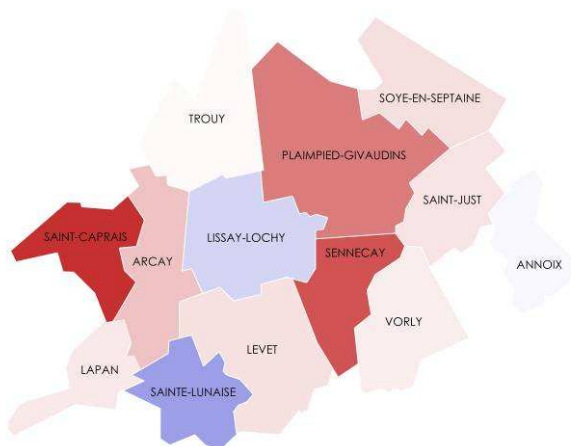 SOYE-EN-SEPTAINE
TROUY
PLAIMPIED-GIVAUDINS
SAINT-JUST
SAINT-CAPRAIS
LISSAY-LOCHY
SENNECAY
ARCAY
ANNOIX
VORLY
LEVET
LAPAN
SAINTE-LUNAISE